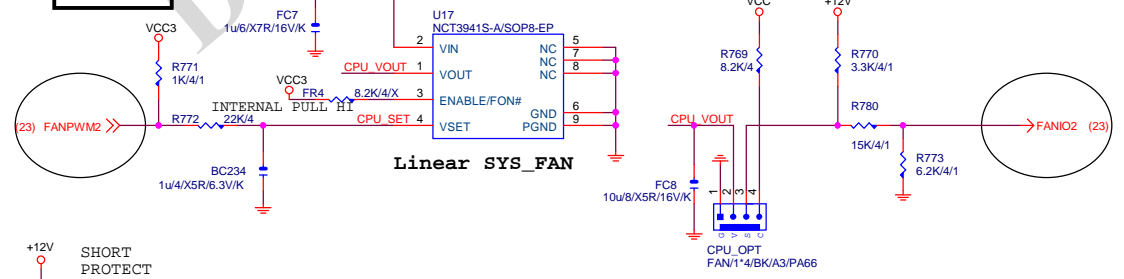 FC7
1u/6/X7R/16V/K
VCC3
R771
1K/4/1
(23) FANPWM2
R772
22K/4
INTERNAL PULL HI
BC234
1u/4/X5R/6.3V/K
VCC3
FR4
8.2K/4/X
CPU_VOUT
CPU_SET
U17
NCT3941S-A/SOP8-EP
2
VIN
1
VOUT
3
ENABLE/FON#
4
VSET
NC
5
NC
7
NC
8
GND
6
PGND
9
Linear SYS_FAN
VCC
+12V
R769
8.2K/4
R770
3.3K/4/1
R780
15K/4/1
CPU_VOUT
FANIO2 (23)
R773
6.2K/4/1
FC8
10u/8/X5R/16V/K
1
2
3
4
G
V
S
C
CPU_OPT
FAN/1*4/BK/A3/PA66
+12V
SHORT
PROTECT